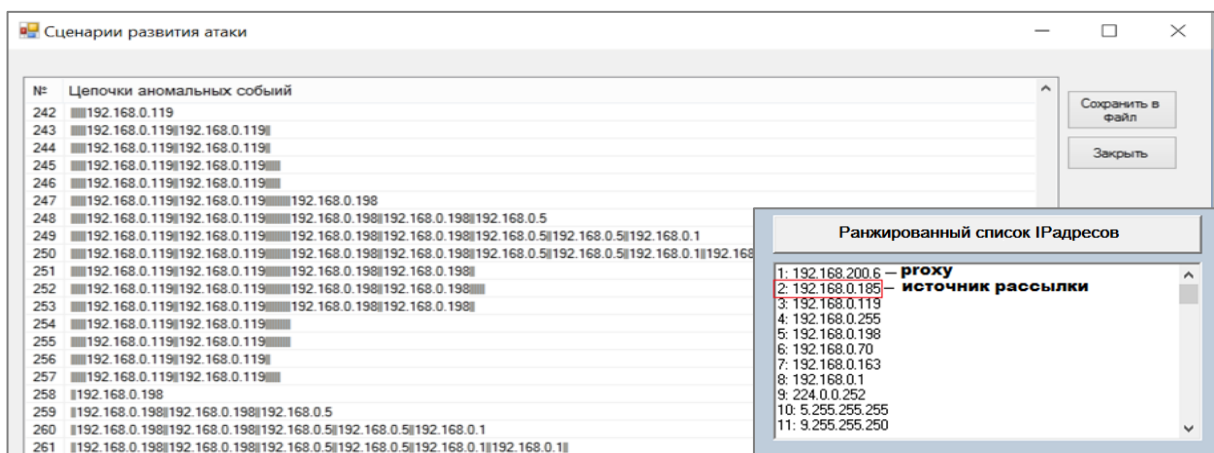 Сценарии развития атаки
№ Цепочки аномальных собыий
242 192.168.0.119
243 192.168.0.119||192.168.0.119||
244 192.168.0.119||192.168.0.119||
245 192.168.0.119||192.168.0.119
246 192.168.0.119||192.168.0.119
247 192.168.0.119||192.168.0.119 192.168.0.198
248 192.168.0.119||192.168.0.119 192.168.0.198||192.168.0.198||192.168.0.5
249 192.168.0.119||192.168.0.119 192.168.0.198||192.168.0.198||192.168.0.5||192.168.0.5||192.168.0.1
250 192.168.0.119||192.168.0.119 192.168.0.198||192.168.0.198||192.168.0.5||192.168.0.5||192.168.0.1||192.168
251 192.168.0.119||192.168.0.119 192.168.0.198||192.168.0.198||
252 192.168.0.119||192.168.0.119 192.168.0.198||192.168.0.198
253 192.168.0.119||192.168.0.119 192.168.0.198||192.168.0.198||
254 192.168.0.119||192.168.0.119
255 192.168.0.119||192.168.0.119
256 192.168.0.119||192.168.0.119||
257 192.168.0.119||192.168.0.119
258 ||192.168.0.198
259 ||192.168.0.198||192.168.0.198||192.168.0.5
260 ||192.168.0.198||192.168.0.198||192.168.0.5||192.168.0.5||192.168.0.1
261 ||192.168.0.198||192.168.0.198||192.168.0.5||192.168.0.5||192.168.0.1||192.168.0.1||
Сохранить в
файл
Закрыть
Ранжированный список IPадресов
1: 192.168.200.6 – proxy
2: 192.168.0.185 – источник рассылки
3: 192.168.0.119
4: 192.168.0.255
5: 192.168.0.198
6: 192.168.0.70
7: 192.168.0.163
8: 192.168.0.1
9: 224.0.0.252
10: 5.255.255.255
11: 9.255.255.250